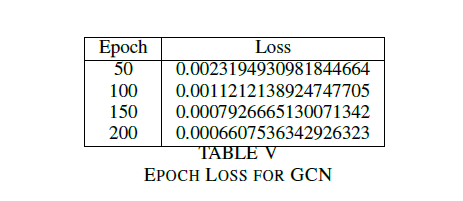 Epoch Loss
50 0.0023194930981844664
100 0.0011212138924747705
150 0.0007926665130071342
200 0.0006607536342926323
TABLE V
EPOCH LOSS FOR GCN